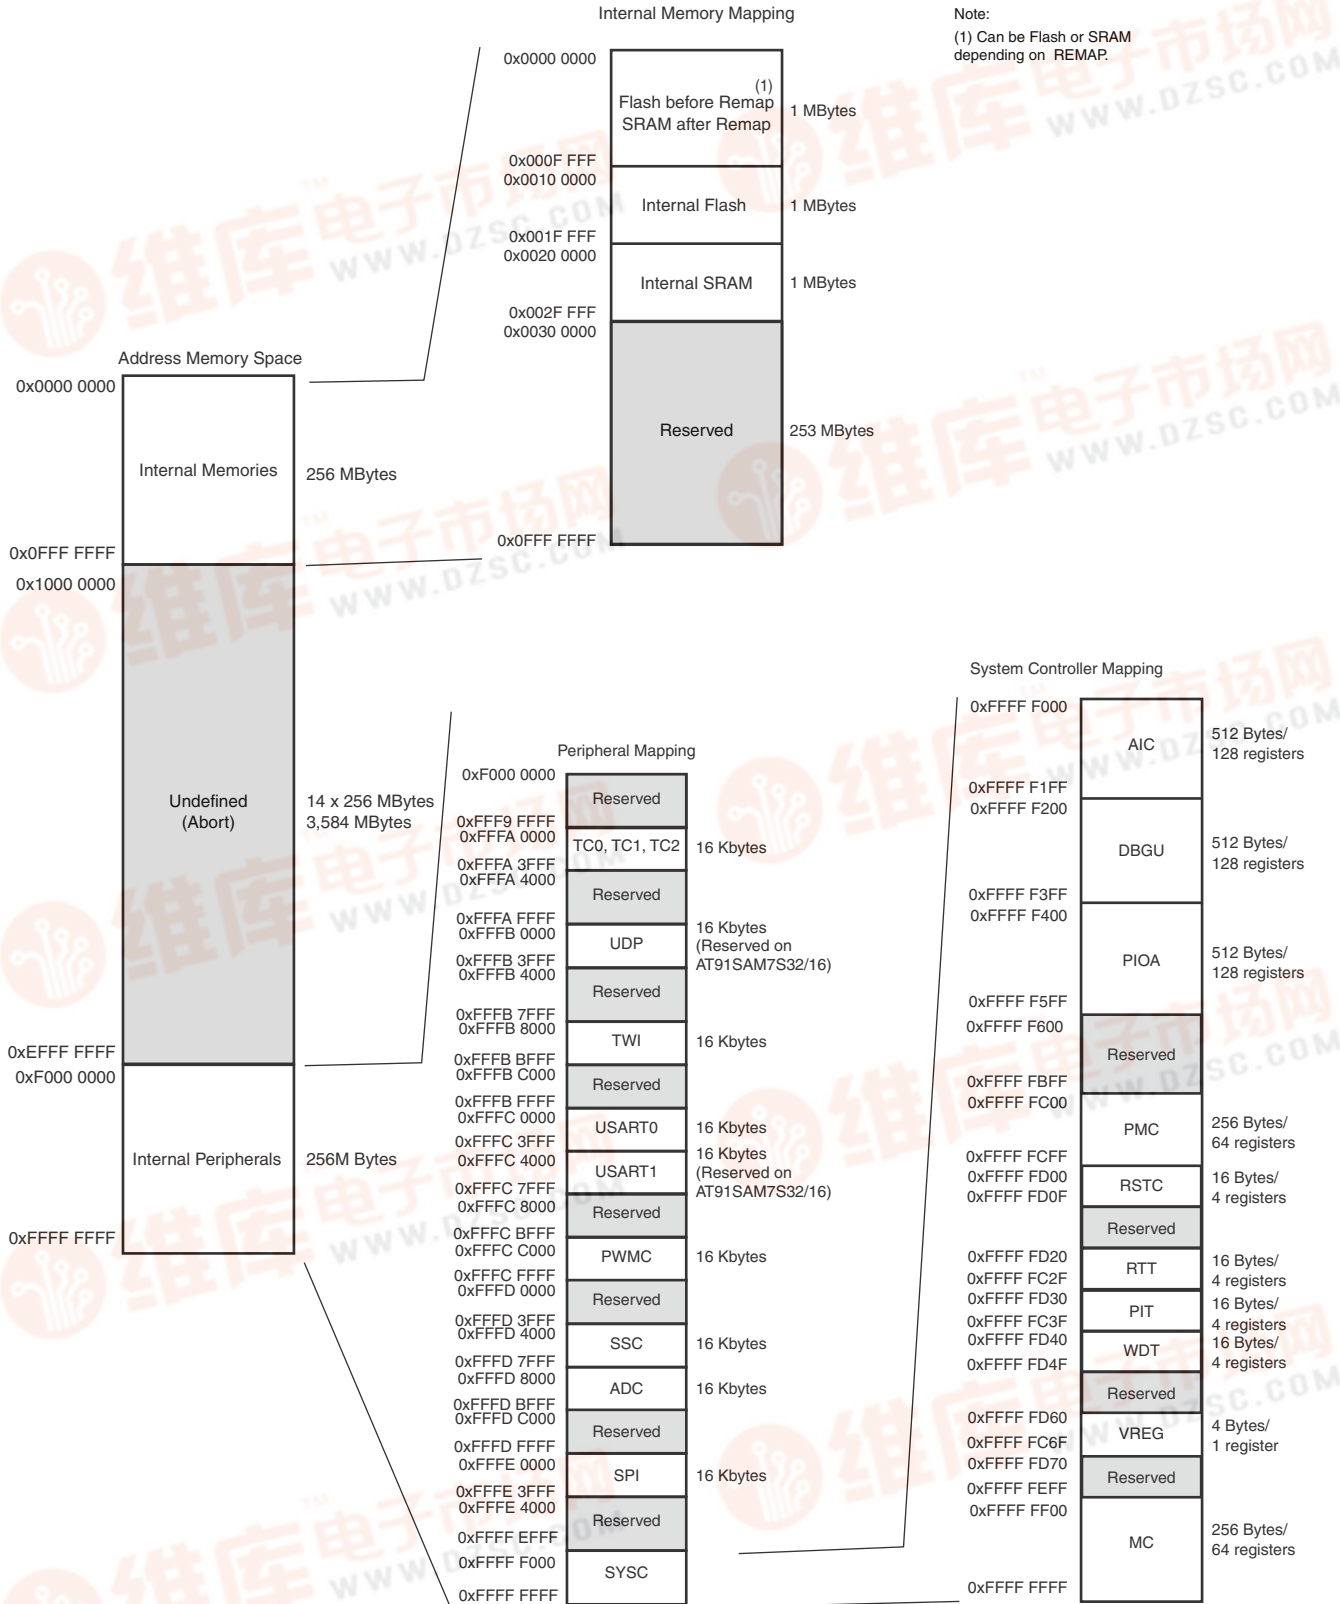 Internal Memory Mapping
Note:
(1) Can be Flash or SRAM
depending on REMAP.
0x0000 0000
(1)
Flash before Remap
SRAM after Remap
1 MBytes
0x000F FFF
0x0010 0000
Internal Flash
1 MBytes
0x001F FFF
0x0020 0000
Internal SRAM
1 MBytes
0x002F FFF
0x0030 0000
Reserved
253 MBytes
0x0FFF FFFF
Address Memory Space
0x0000 0000
Internal Memories
256 MBytes
0x0FFF FFFF
0x1000 0000
Undefined
(Abort)
14 x 256 MBytes
3,584 MBytes
0xEFFF FFFF
0xF000 0000
Internal Peripherals
256M Bytes
0xFFFF FFFF
Peripheral Mapping
0xF000 0000
Reserved
0xFFF9 FFFF
0xFFFA 0000
TC0, TC1, TC2
16 Kbytes
0xFFFA 3FFF
0xFFFA 4000
Reserved
0xFFFA FFFF
0xFFFB 0000
UDP
16 Kbytes
(Reserved on
AT91SAM7S32/16)
0xFFFB 3FFF
0xFFFB 4000
Reserved
0xFFFB 7FFF
0xFFFB 8000
TWI
16 Kbytes
0xFFFB BFFF
0xFFFB C000
Reserved
0xFFFB FFFF
0xFFFC 0000
USART0
16 Kbytes
0xFFFC 3FFF
0xFFFC 4000
USART1
16 Kbytes
(Reserved on
AT91SAM7S32/16)
0xFFFC 7FFF
0xFFFC 8000
Reserved
0xFFFC BFFF
0xFFFC C000
PWMC
16 Kbytes
0xFFFC FFFF
0xFFFD 0000
Reserved
0xFFFD 3FFF
0xFFFD 4000
SSC
16 Kbytes
0xFFFD 7FFF
0xFFFD 8000
ADC
16 Kbytes
0xFFFD BFFF
0xFFFD C000
Reserved
0xFFFD FFFF
0xFFFE 0000
SPI
16 Kbytes
0xFFFE 3FFF
0xFFFE 4000
Reserved
0xFFFF EFFF
0xFFFF F000
SYSC
0xFFFF FFFF
System Controller Mapping
0xFFFF F000
AIC
512 Bytes/
128 registers
0xFFFF F1FF
0xFFFF F200
DBGU
512 Bytes/
128 registers
0xFFFF F3FF
0xFFFF F400
PIOA
512 Bytes/
128 registers
0xFFFF F5FF
0xFFFF F600
Reserved
0xFFFF FBFF
0xFFFF FC00
PMC
256 Bytes/
64 registers
0xFFFF FCFF
0xFFFF FD00
RSTC
16 Bytes/
4 registers
0xFFFF FD0F
Reserved
0xFFFF FD20
RTT
16 Bytes/
4 registers
0xFFFF FC2F
0xFFFF FD30
PIT
16 Bytes/
4 registers
0xFFFF FC3F
0xFFFF FD40
WDT
16 Bytes/
4 registers
0xFFFF FD4F
Reserved
0xFFFF FD60
VREG
4 Bytes/
1 register
0xFFFF FC6F
0xFFFF FD70
Reserved
0xFFFF FEFF
0xFFFF FF00
MC
256 Bytes/
64 registers
0xFFFF FFFF
维库电子市场网
TM
WWW.DZSC.COM